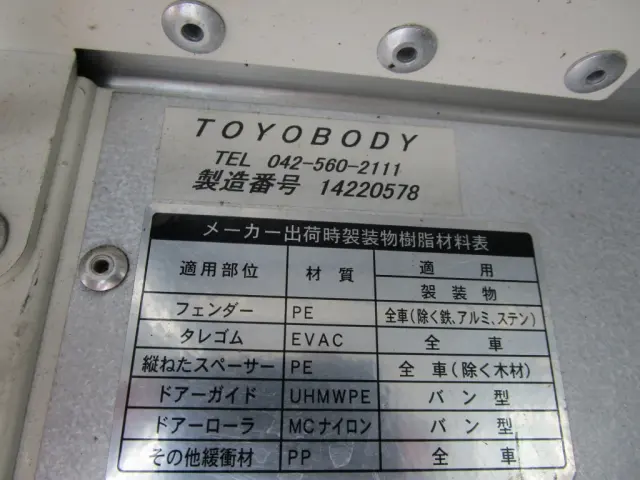 TOYOBODY
TEL 042-560-2111
製造番号 14220578
メーカー出荷時架装物樹脂材料表
適用部位 材質 適用
架装物
フェンダー PE 全車(除く鉄、アルミ、ステン)
タレゴム EVAC 全車
縦ねたスペーサー PE 全車(除く木材)
ドアーガイド UHMWPE バン型
ドアーローラ MCナイロン バン型
その他緩衝材 PP 全車